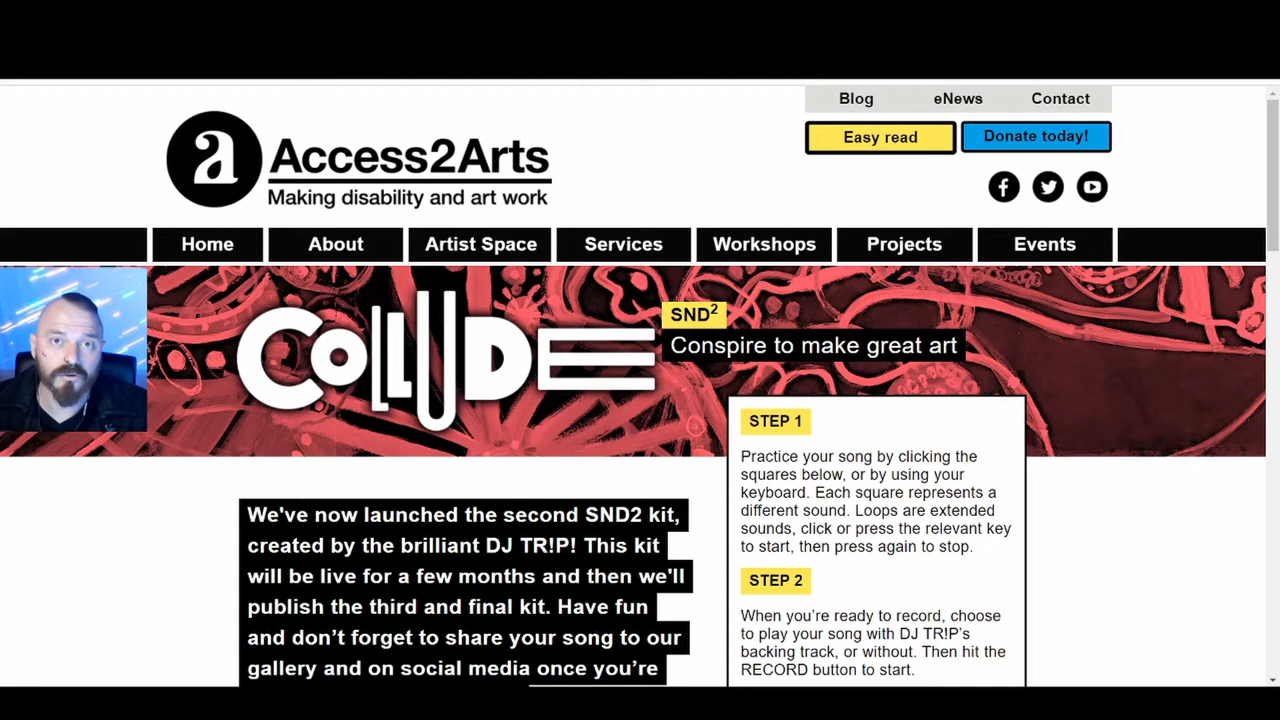 Blog eNews Contact
Easy read Donate today!
a Access2Arts
Making disability and art work
Home About Artist Space Services Workshops Projects Events
COLLUDE
SND²
Conspire to make great art
We've now launched the second SND2 kit,
created by the brilliant DJ TR!P! This kit
will be live for a few months and then we'll
publish the third and final kit. Have fun
and don’t forget to share your song to our
gallery and on social media once you’re
STEP 1
Practice your song by clicking the
squares below, or by using your
keyboard. Each square represents a
different sound. Loops are extended
sounds, click or press the relevant key
to start, then press again to stop.
STEP 2
When you’re ready to record, choose
to play your song with DJ TR!P’s
backing track, or without. Then hit the
RECORD button to start.